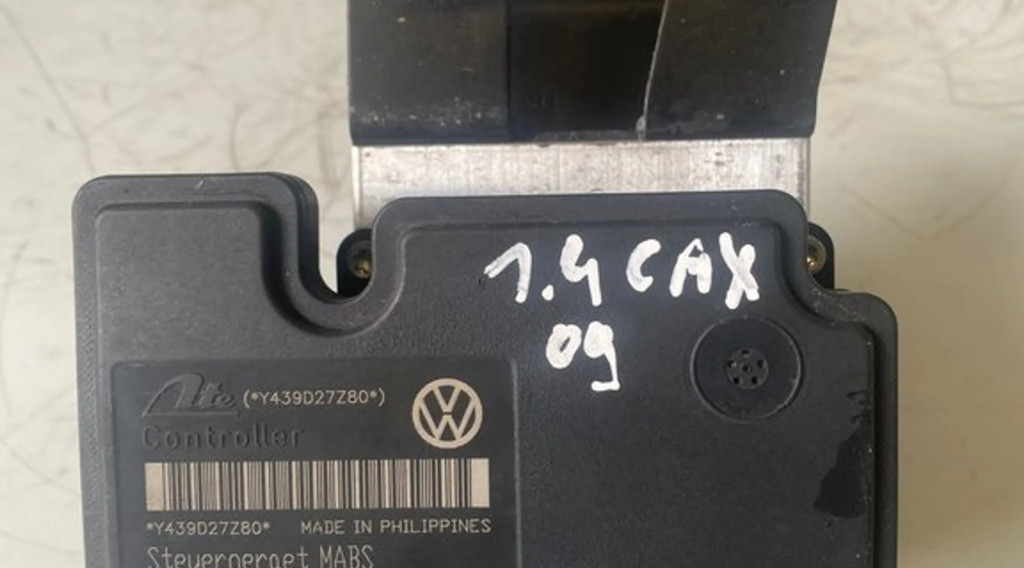 1.4 CAX
09
Ate (*Y439D27Z80*)
Controller
*Y439D27Z80* MADE IN PHILIPPINES
Steuergeraet MABS